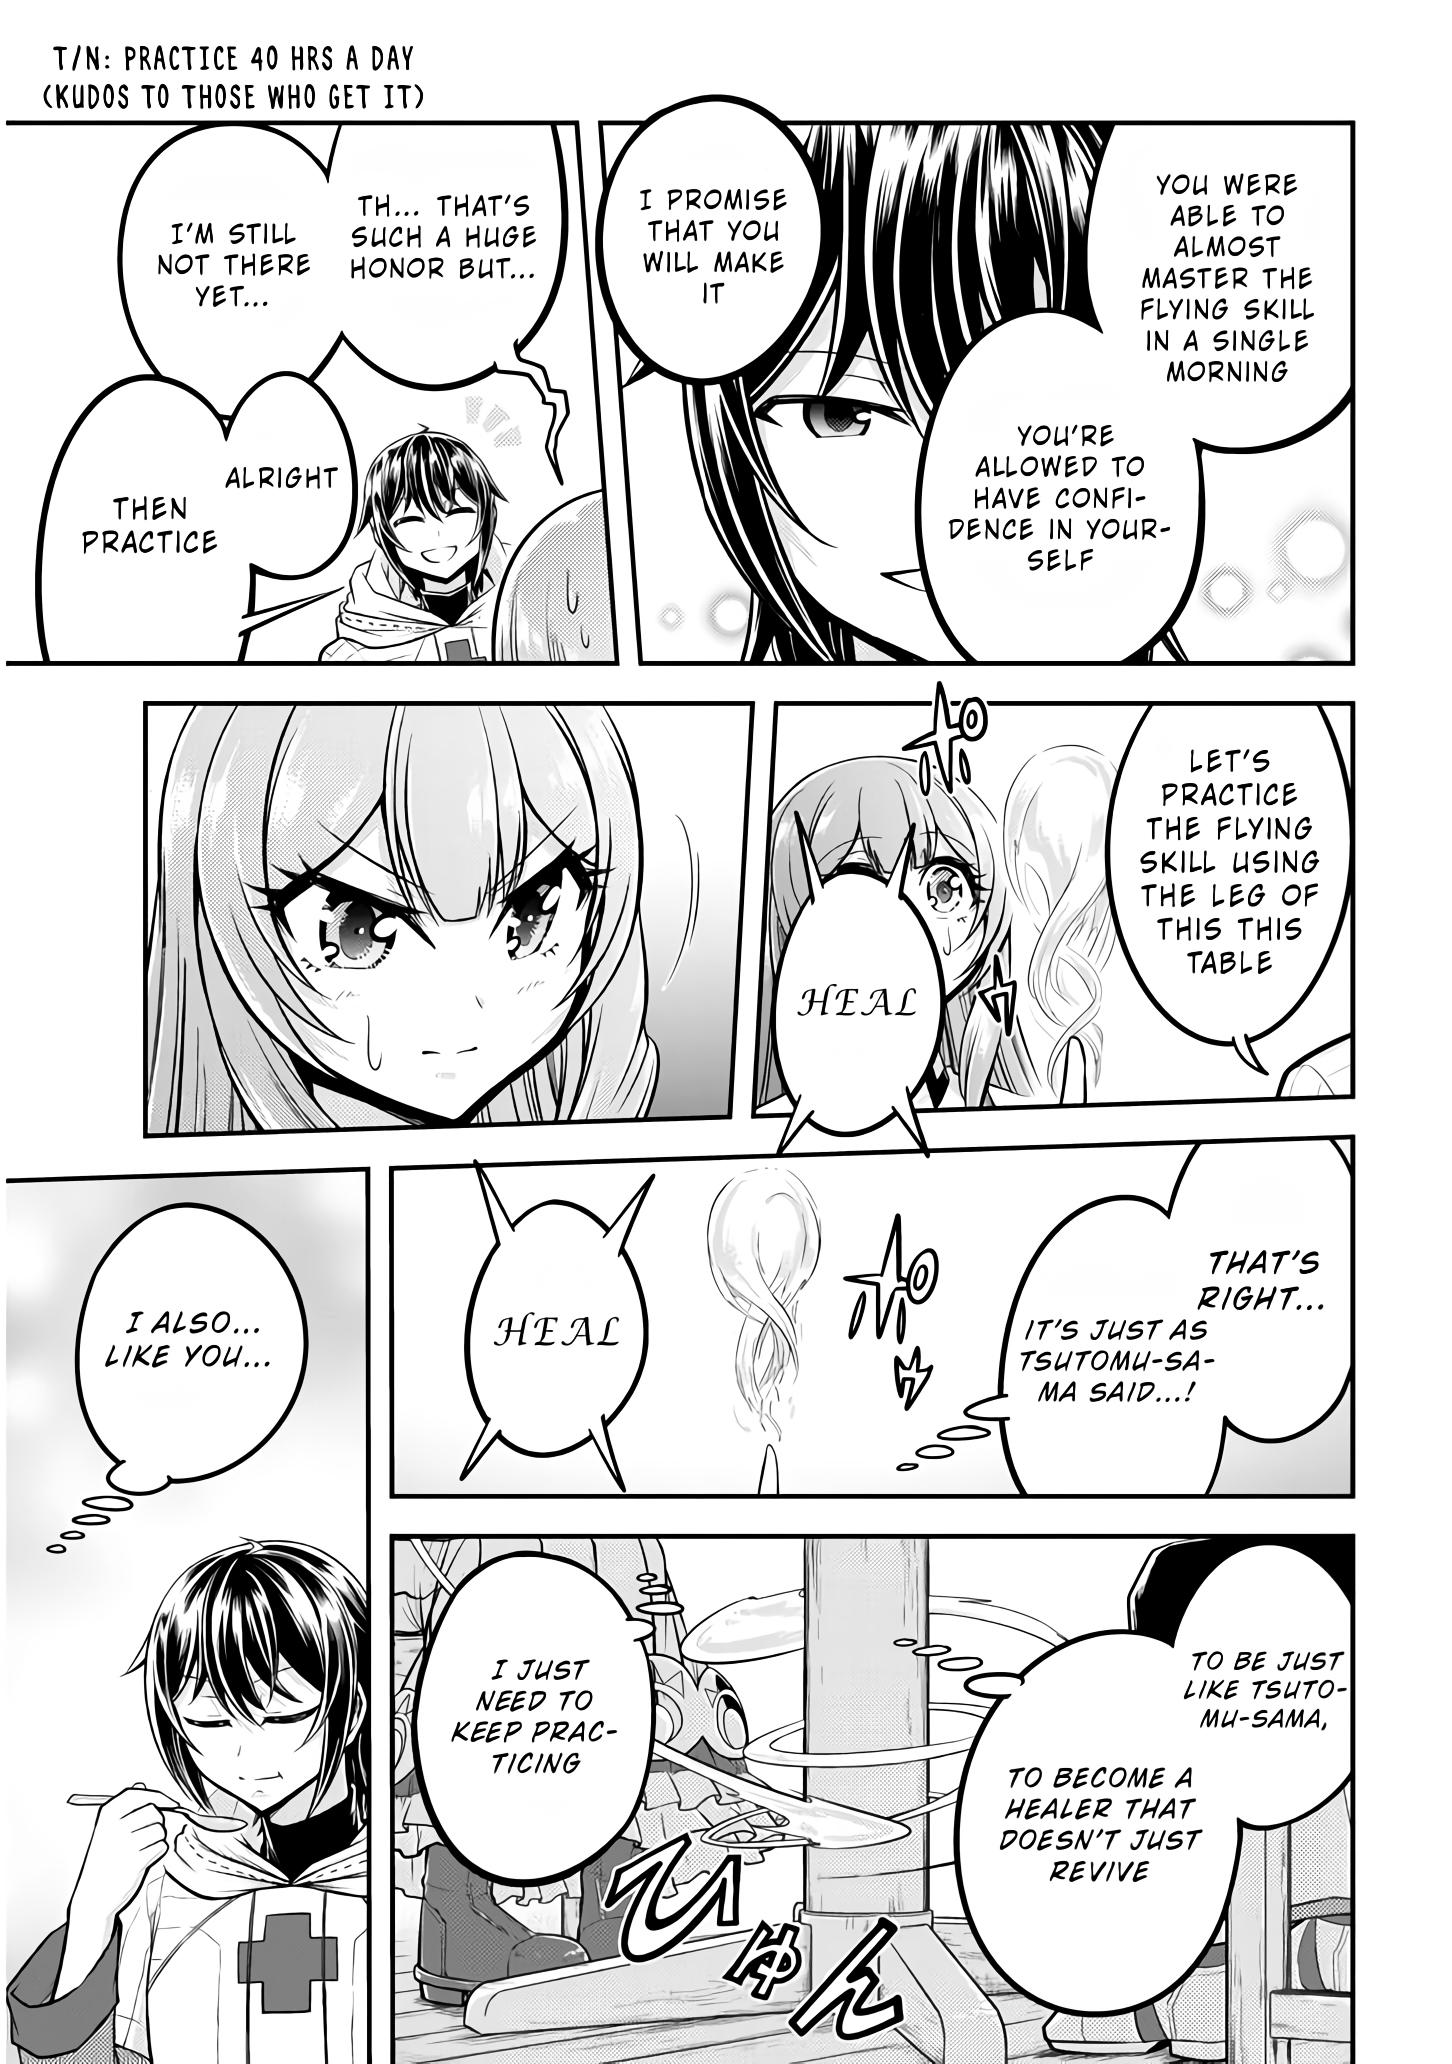 T/N: PRACTICE 40 HRS A DAY
(KUDOS TO THOSE WHO GET IT)
YOU WERE
ABLE TO
ALMOST
MASTER THE
FLYING SKILL
IN A SINGLE
MORNING
YOU'RE
ALLOWED TO
HAVE CONFI-
DENCE IN YOUR-
SELF
I PROMISE
THAT YOU
WILL MAKE
IT
TH... THAT'S
SUCH A HUGE
HONOR BUT...
I'M STILL
NOT THERE
YET...
ALRIGHT
THEN
PRACTICE
LET'S
PRACTICE
THE FLYING
SKILL USING
THE LEG OF
THIS THIS
TABLE
ポゥ
HEAL
THAT'S
RIGHT...
IT'S JUST AS
TSUTOMU-SA-
MA SAID...!
ポゥ
HEAL
TO BE JUST
LIKE TSUTO-
MU-SAMA,
TO BECOME A
HEALER THAT
DOESN'T JUST
REVIVE
I JUST
NEED TO
KEEP PRAC-
TICING
ひゅん
I ALSO...
LIKE YOU...